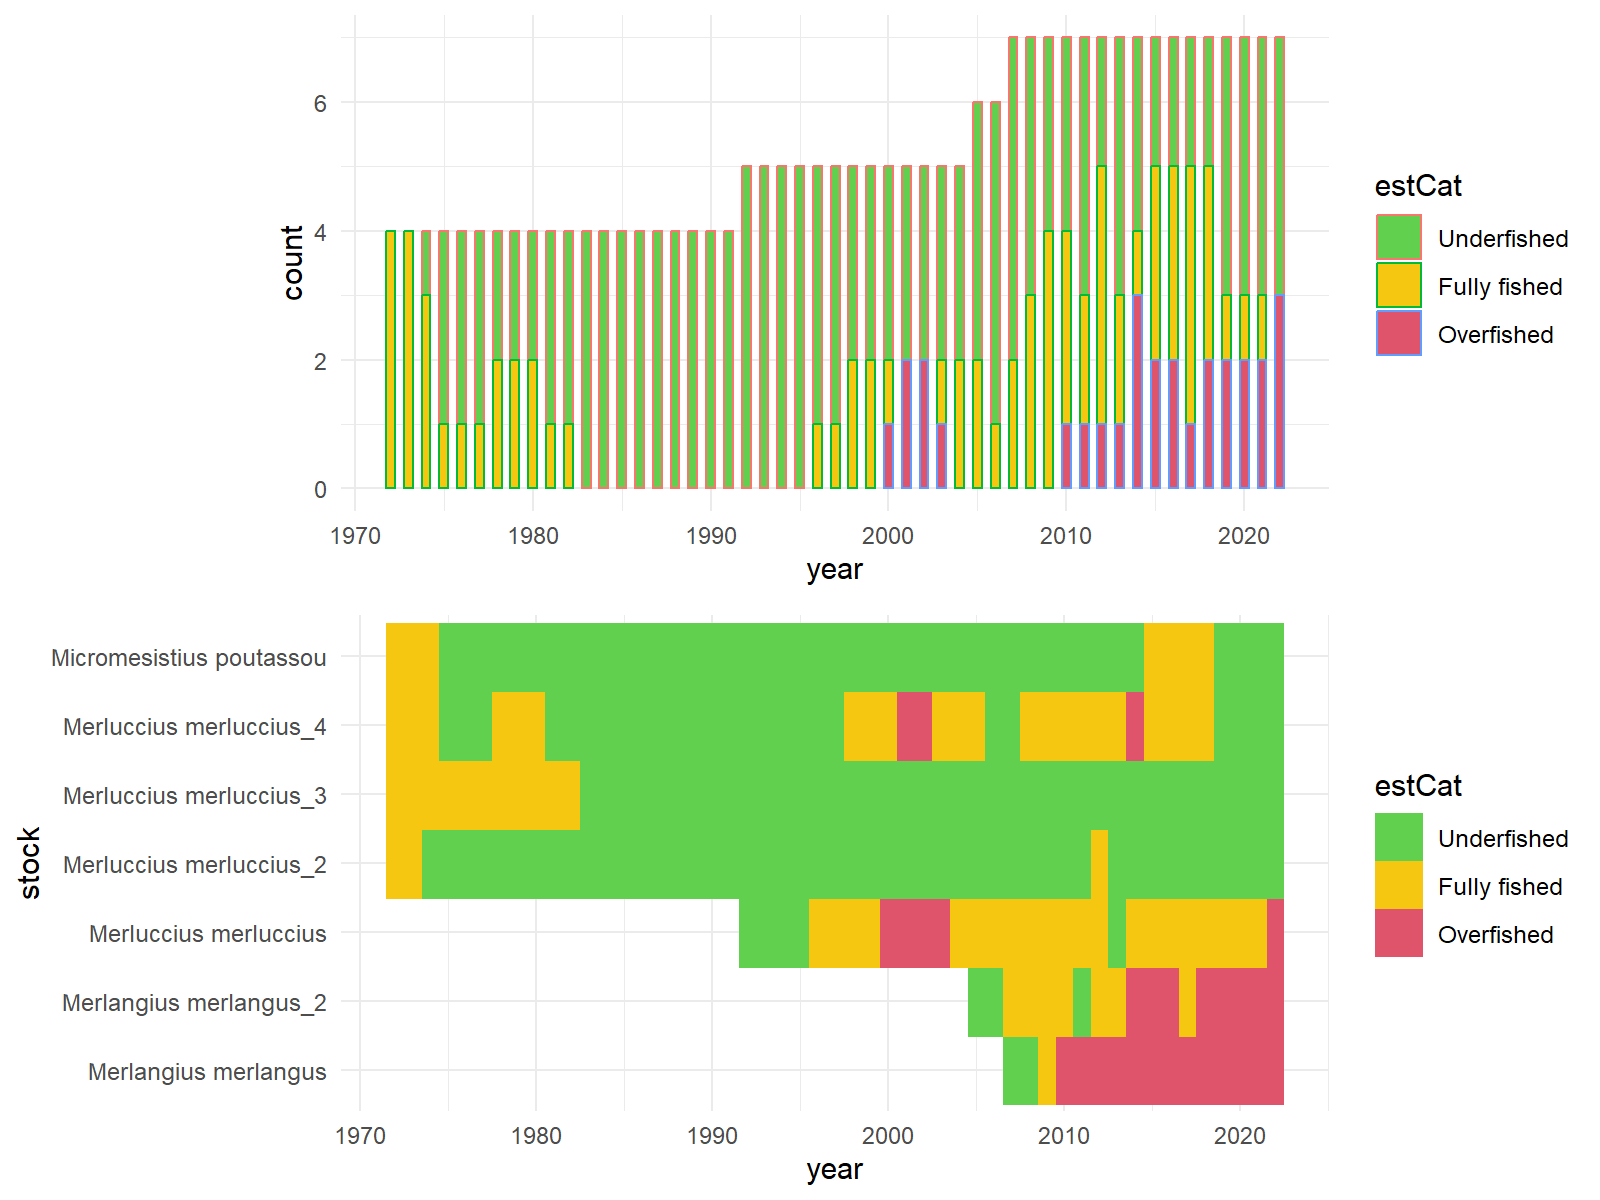 6
4
2
0
count
1970 1980 1990 2000 2010 2020
year
estCat
Underfished
Fully fished
Overfished
Micromesistius poutassou
Merluccius merluccius_4
Merluccius merluccius_3
Merluccius merluccius_2
Merluccius merluccius
Merlangius merlangus_2
Merlangius merlangus
stock
1970 1980 1990 2000 2010 2020
year
estCat
Underfished
Fully fished
Overfished